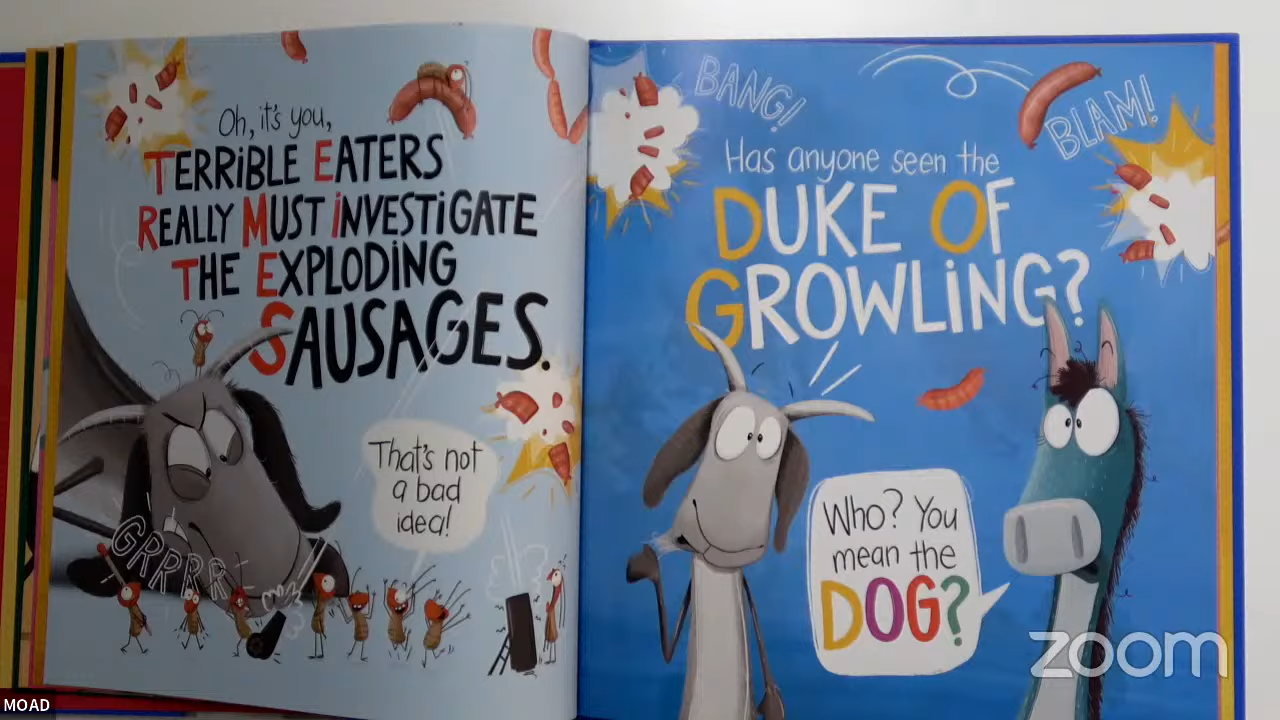 Oh, it's you,
TERRiBLE EATERS
REALLY MUST iNVESTiGATE
THE EXPLODiNG
SAUSAGES.
GRRRR
That's not
a bad
idea!
BANG!
BLAM!
Has anyone seen the
DUKE OF
GROWLiNG?
Who? You
mean the
DOG?
zoom
MOAD